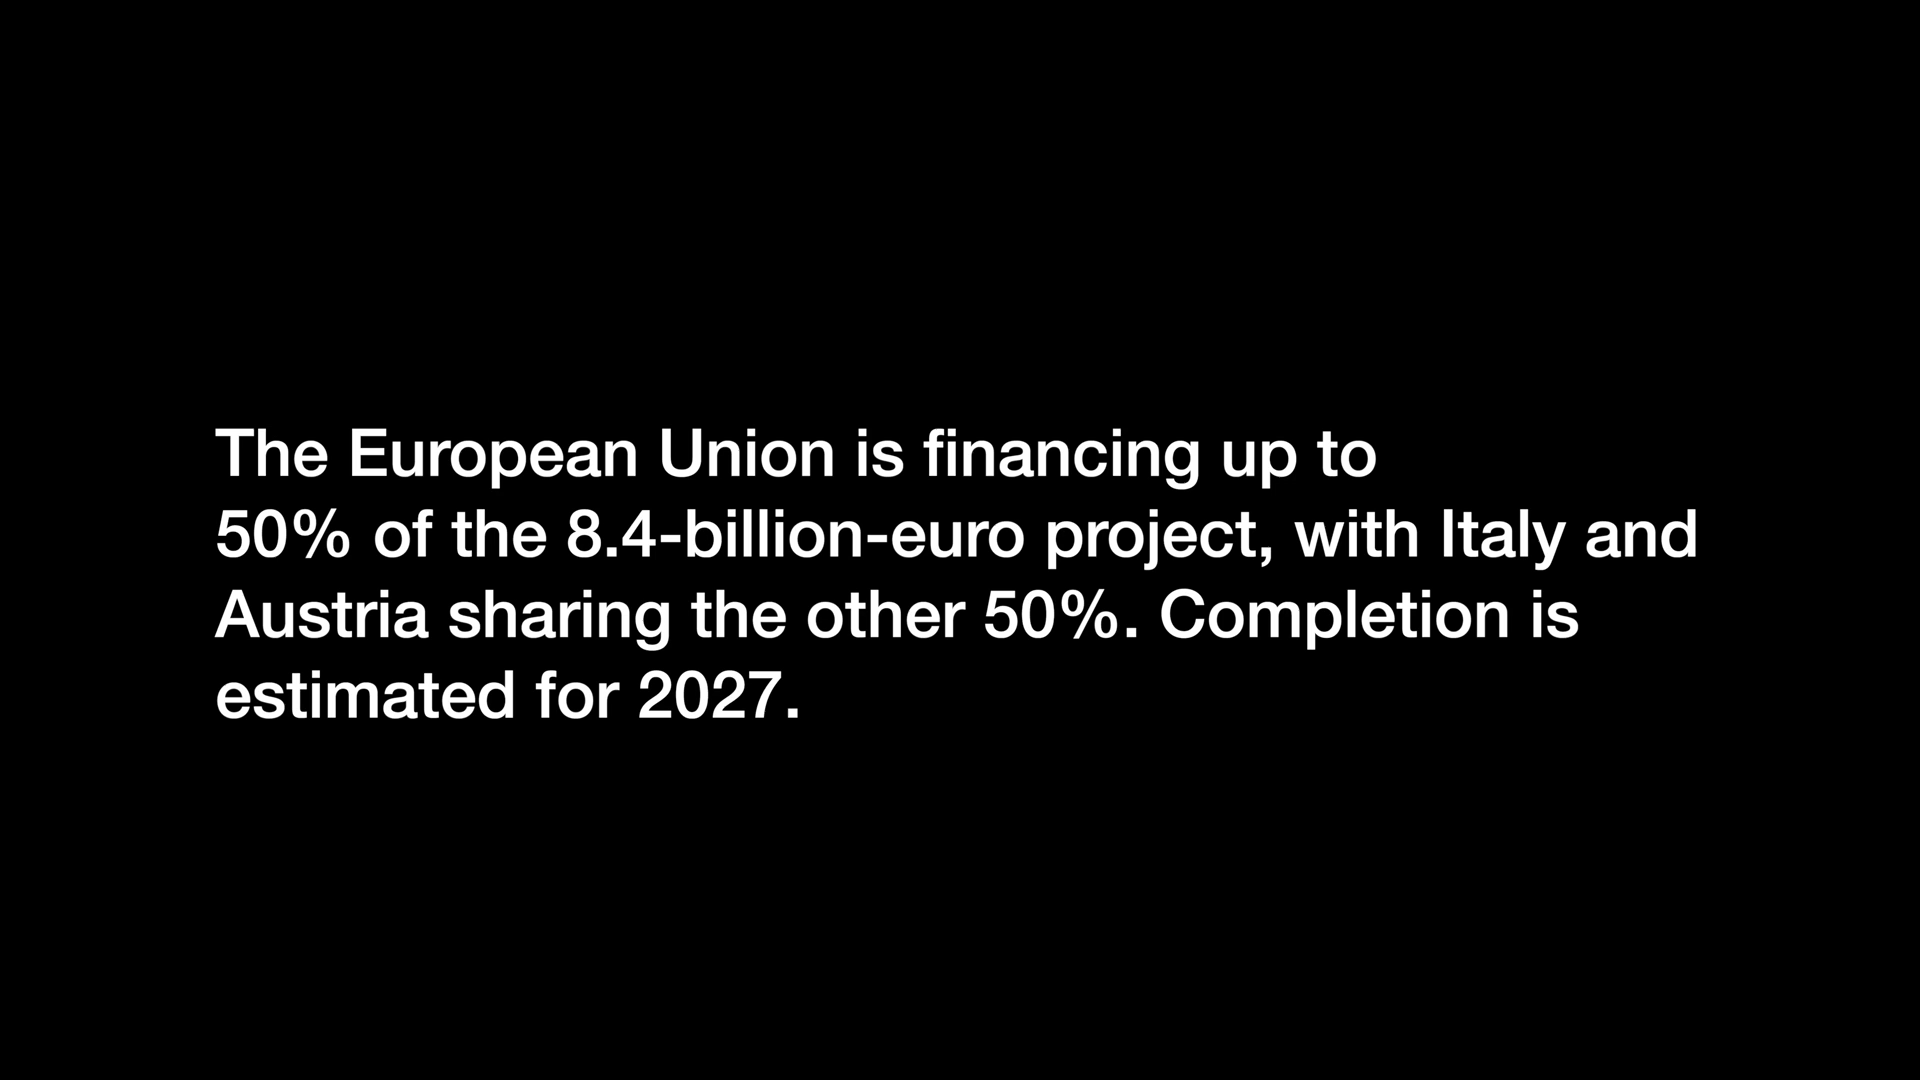 The European Union is financing up to
50% of the 8.4-billion-euro project, with Italy and
Austria sharing the other 50%. Completion is
estimated for 2027.